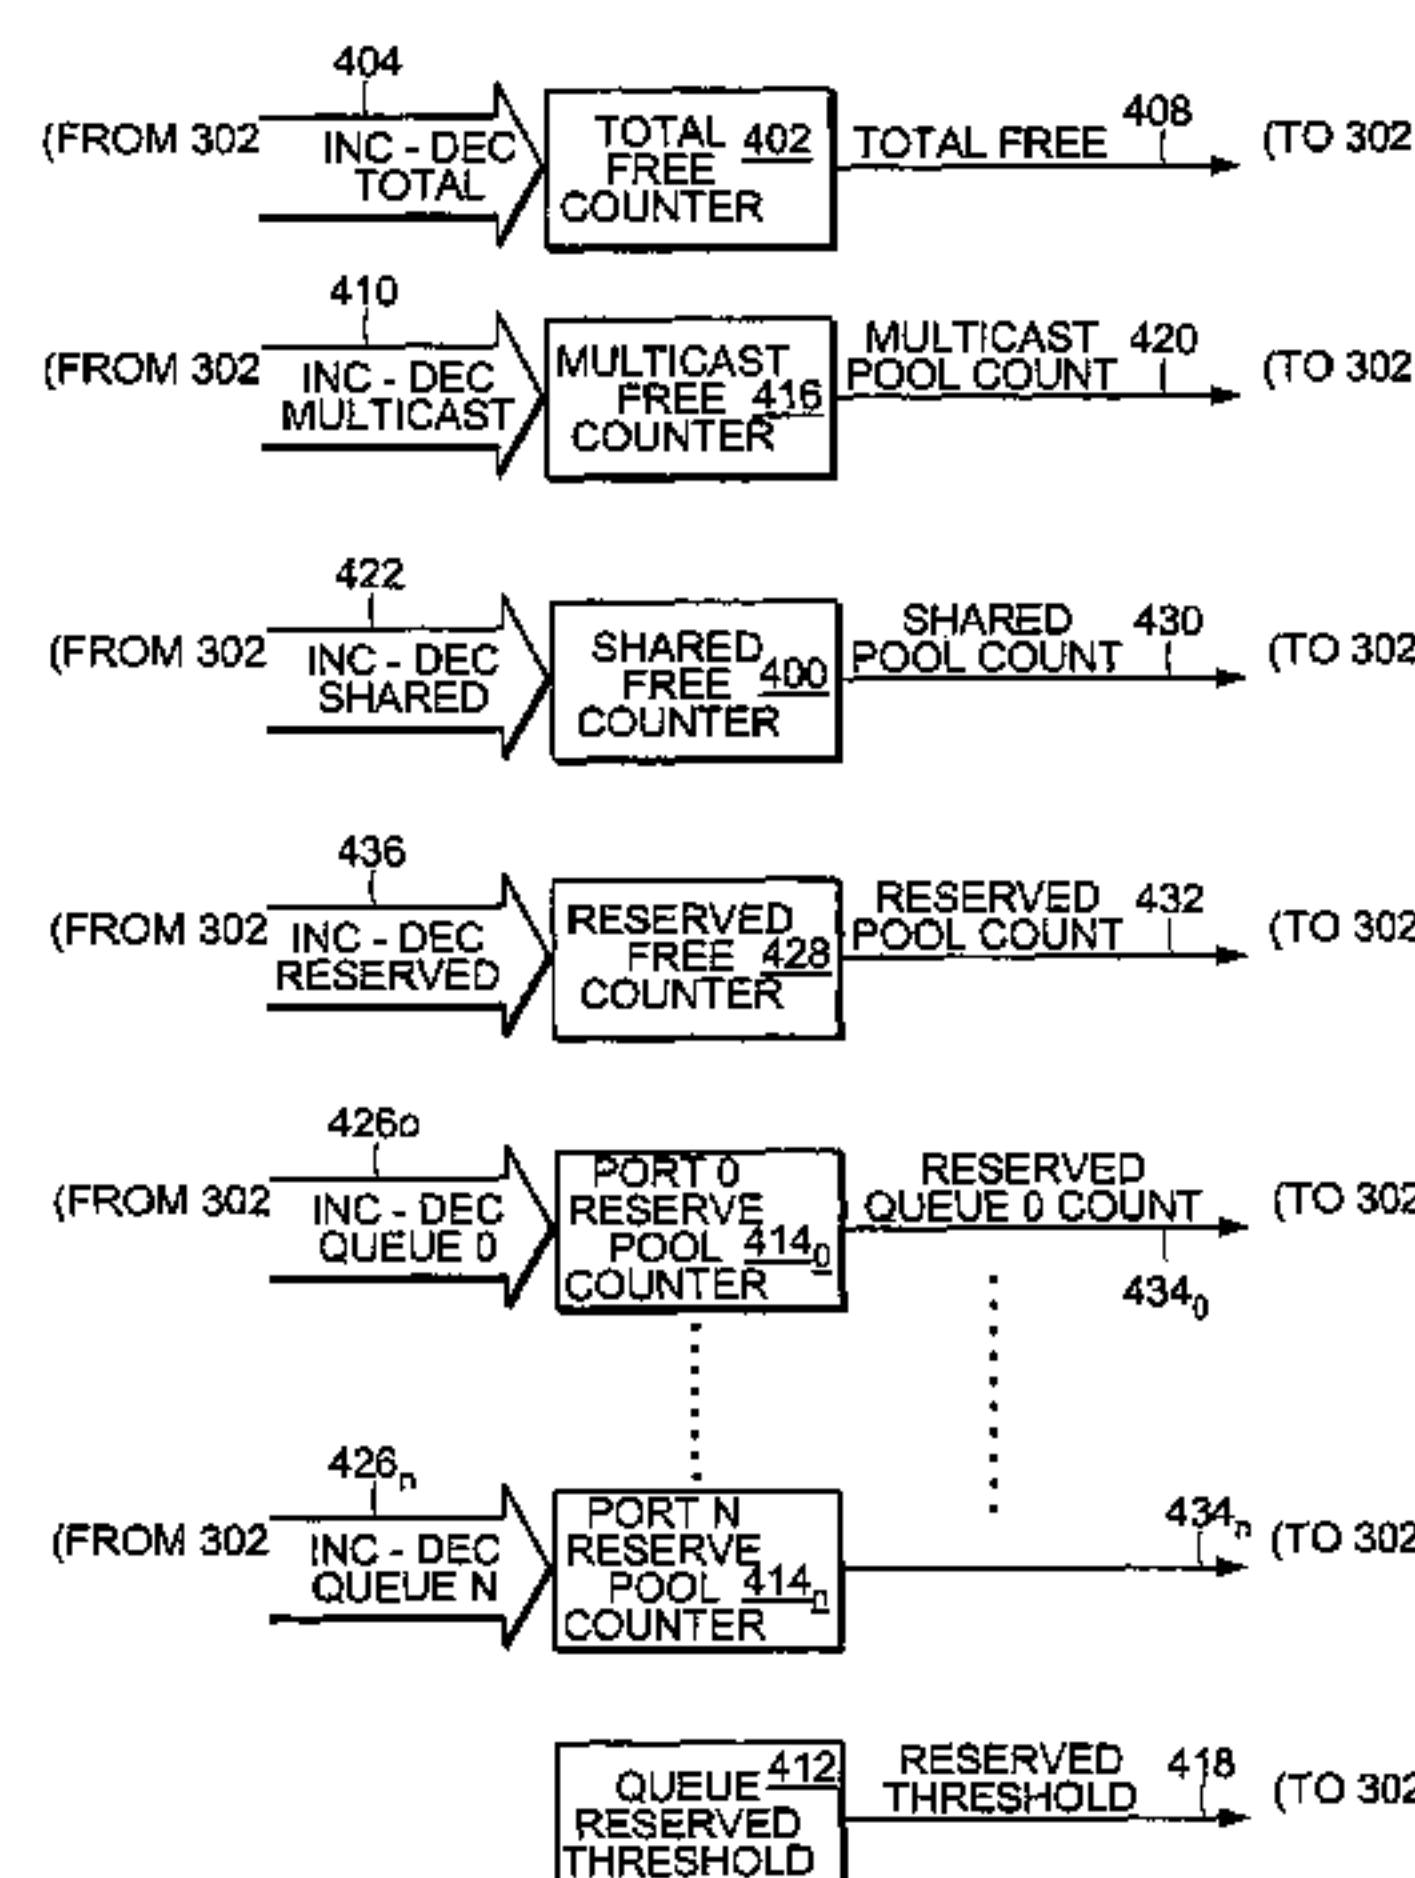 404
(FROM 302
INC - DEC
TOTAL
TOTAL
FREE
COUNTER
402
TOTAL FREE
408
(TO 302
410
(FROM 302
INC - DEC
MULTICAST
MULTICAST
FREE
COUNTER
416
MULTICAST
POOL COUNT
420
(TO 302
422
(FROM 302
INC - DEC
SHARED
SHARED
FREE
COUNTER
400
SHARED
POOL COUNT
430
(TO 302
436
(FROM 302
INC - DEC
RESERVED
RESERVED
FREE
COUNTER
428
RESERVED
POOL COUNT
432
(TO 302
426₀
(FROM 302
INC - DEC
QUEUE 0
PORT 0
RESERVE
POOL
COUNTER
414₀
RESERVED
QUEUE 0 COUNT
434₀
(TO 302
426ₙ
(FROM 302
INC - DEC
QUEUE N
PORT N
RESERVE
POOL
COUNTER
414ₙ
434ₙ
(TO 302
QUEUE
RESERVED
THRESHOLD
412
RESERVED
THRESHOLD
418
(TO 302